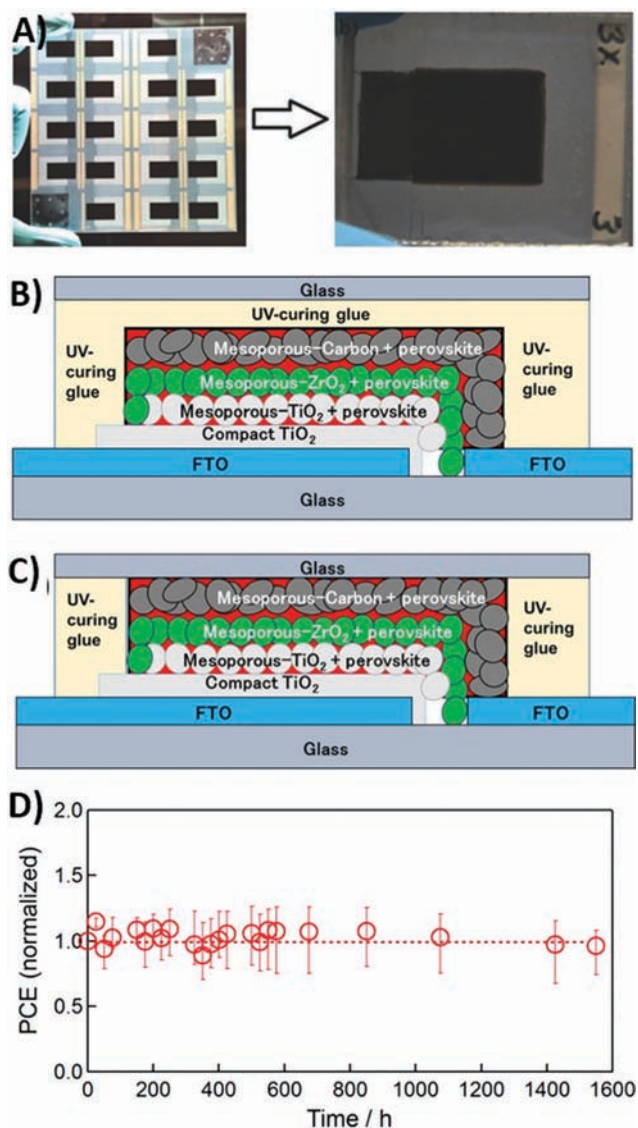 A)
3x
3
B)
Glass
UV-curing glue
UV-
curing
glue
Mesoporous-Carbon + perovskite
UV-
curing
glue
Mesoporous-ZrO₂ + perovskite
Mesoporous-TiO₂ + perovskite
Compact TiO₂
FTO
FTO
Glass
C)
Glass
UV-
curing
glue
Mesoporous-Carbon + perovskite
UV-
curing
glue
Mesoporous-ZrO₂ + perovskite
Mesoporous-TiO₂ + perovskite
Compact TiO₂
FTO
FTO
Glass
D)
PCE (normalized)
2.0
1.5
1.0
0.5
0.0
0 200 400 600 800 1000 1200 1400 1600
Time / h